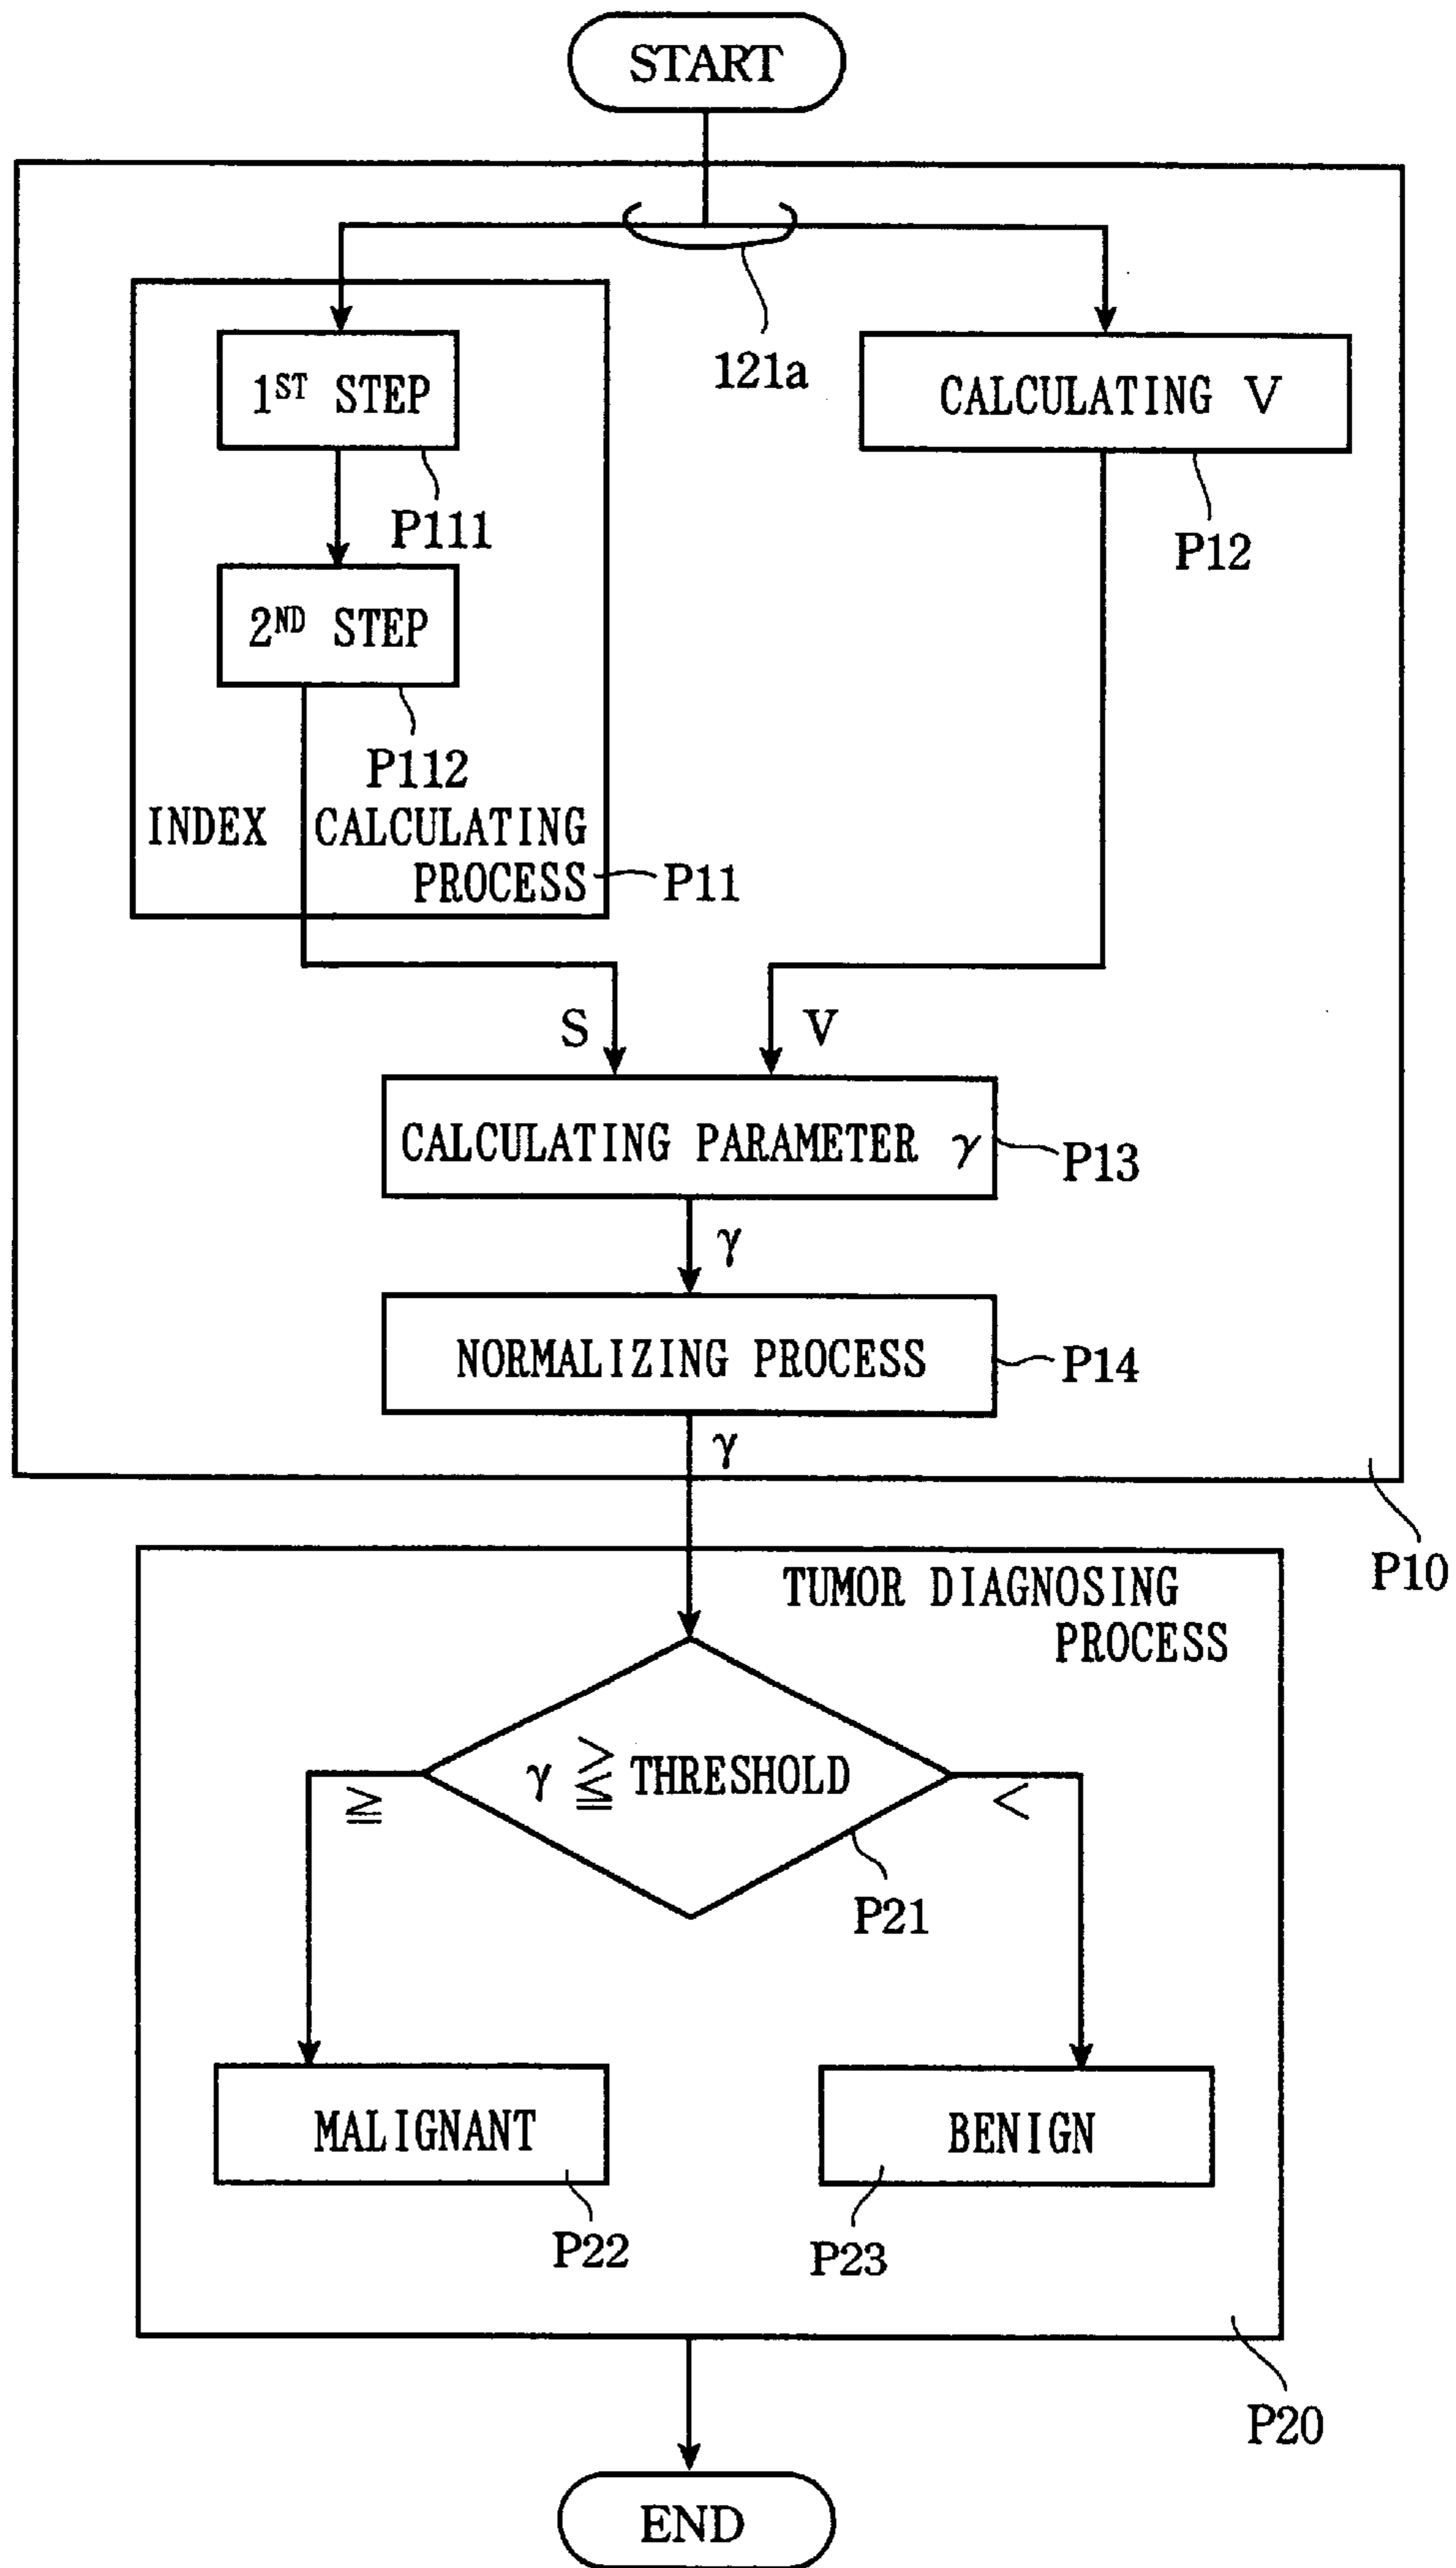 START
121a
1ST STEP
CALCULATING V
P111
P12
2ND STEP
P112
INDEX CALCULATING
PROCESS
P11
S
V
CALCULATING PARAMETER γ
P13
γ
NORMALIZING PROCESS
P14
γ
P10
TUMOR DIAGNOSING
PROCESS
γ ⋛ THRESHOLD
≧
<
P21
MALIGNANT
BENIGN
P22
P23
P20
END